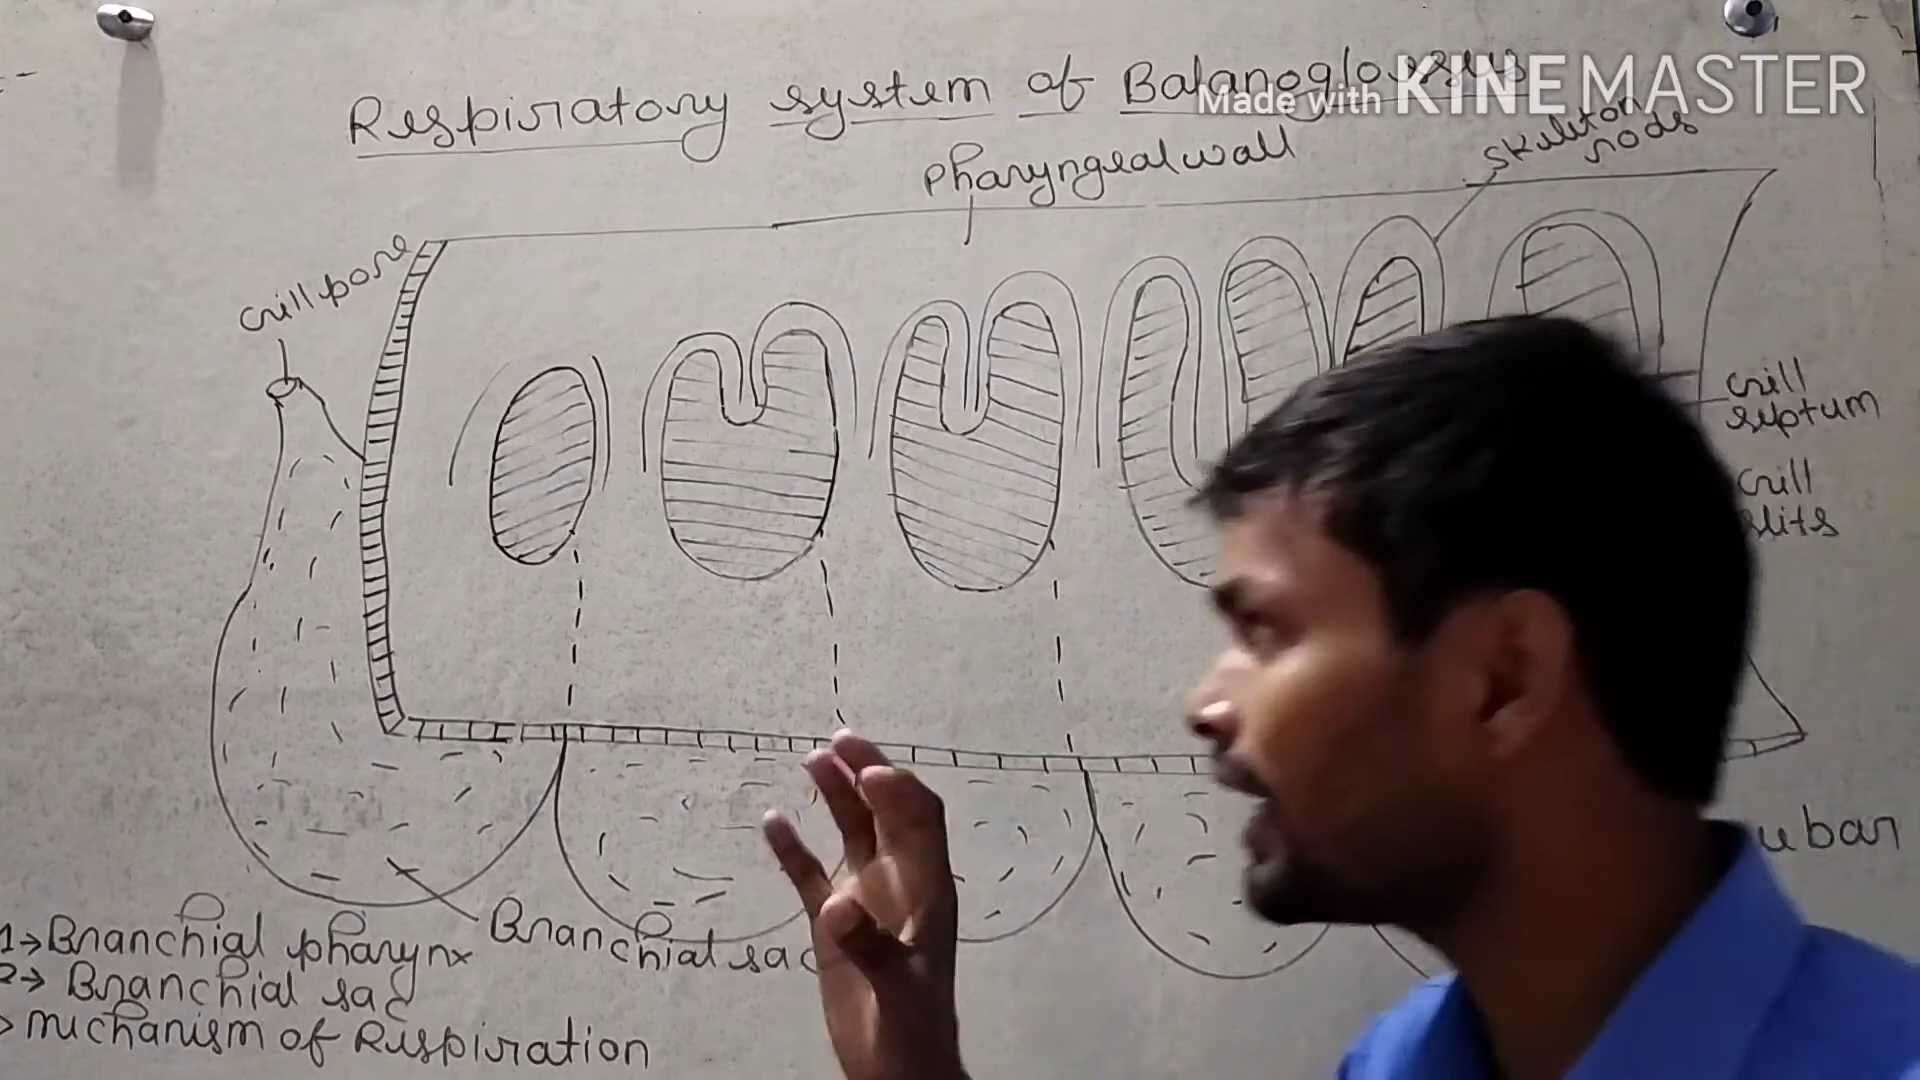 Respiratory system of Balanoglossus
Made with KINEMASTER
Pharyngeal wall
Skeleton
rods
Gill pore
Gill
septum
Gill
slits
bar
Branchial sac
1→ Branchial pharynx
2→ Branchial sac
→ mechanism of Respiration